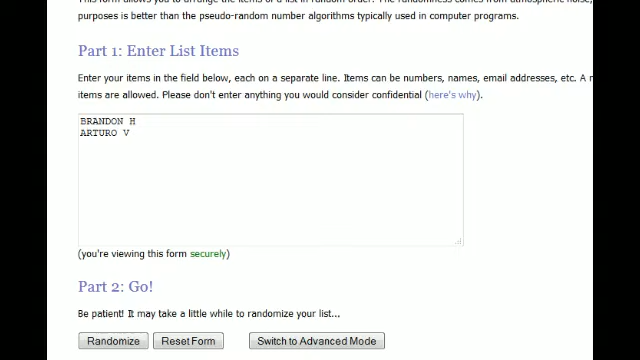 This form allows you to arrange the items of a list in random order. The randomness comes from atmospheric noise,
purposes is better than the pseudo-random number algorithms typically used in computer programs.
Part 1: Enter List Items
Enter your items in the field below, each on a separate line. Items can be numbers, names, email addresses, etc. A
items are allowed. Please don't enter anything you would consider confidential (here's why).
BRANDON H
ARTURO V
(you're viewing this form securely)
Part 2: Go!
Be patient! It may take a little while to randomize your list...
Randomize Reset Form Switch to Advanced Mode